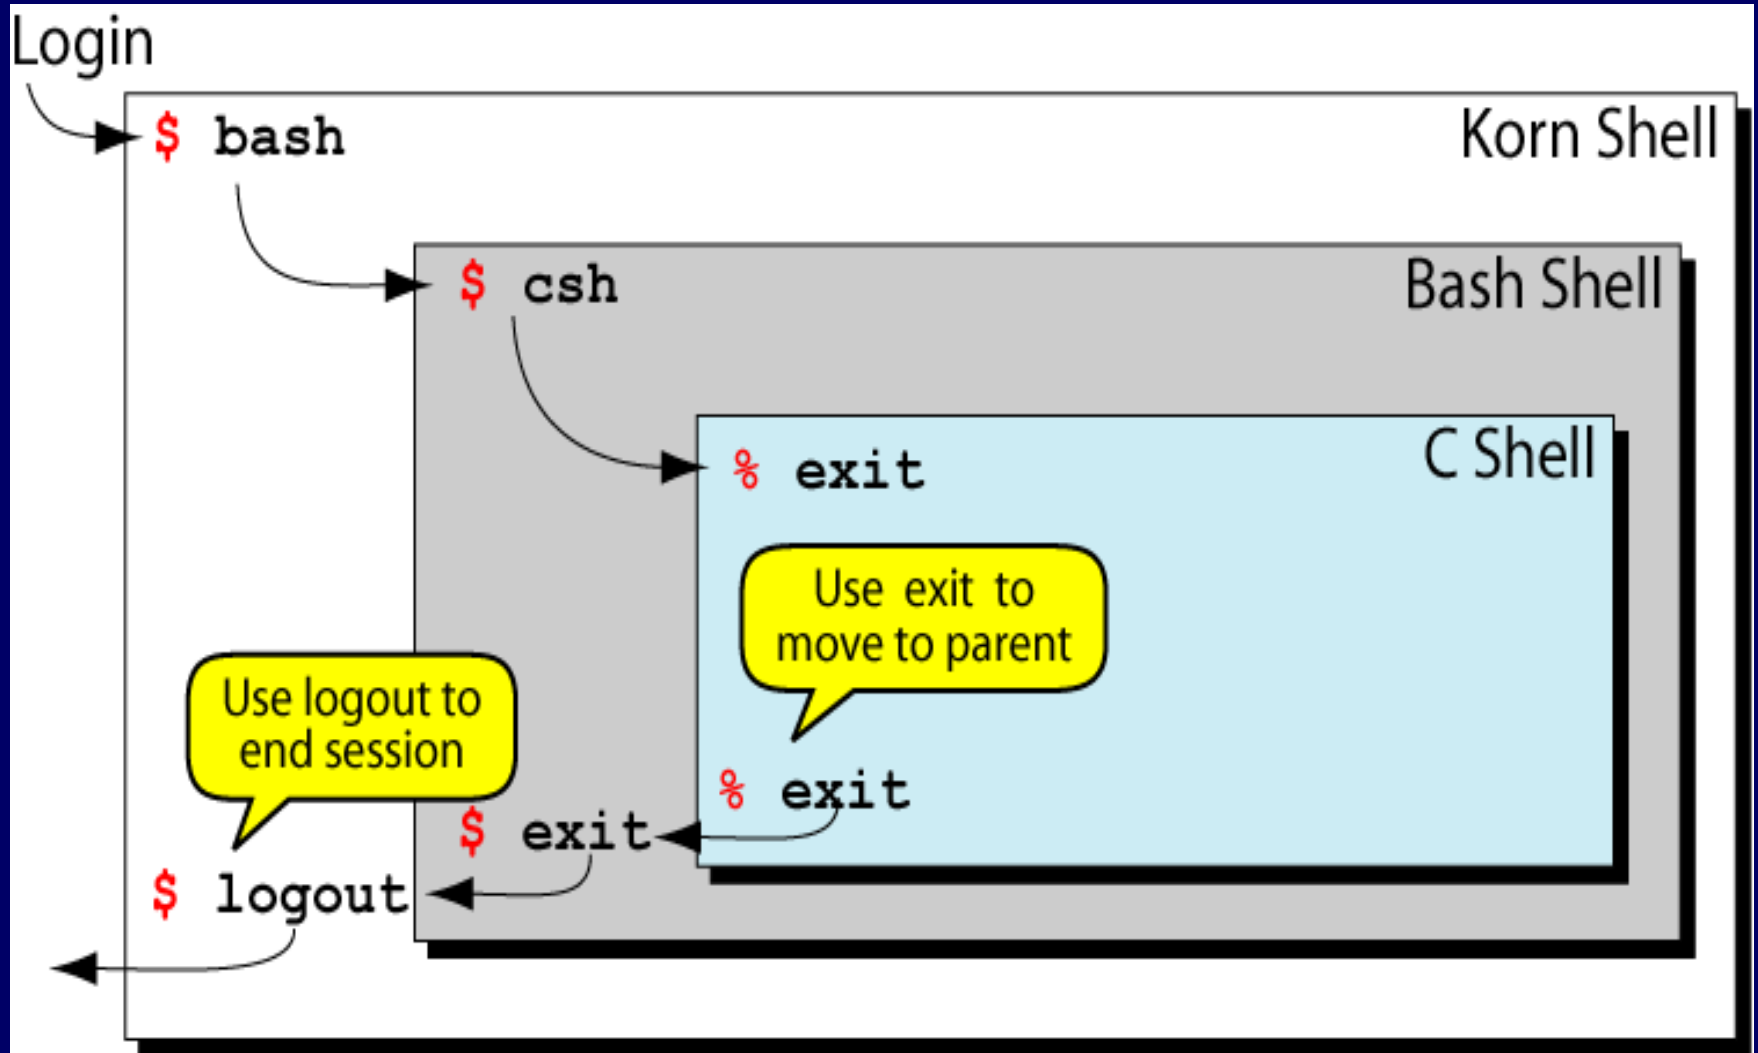 Login
$ bash
Korn Shell
$ csh
Bash Shell
% exit
C Shell
Use exit to
move to parent
Use logout to
end session
% exit
$ exit
$ logout